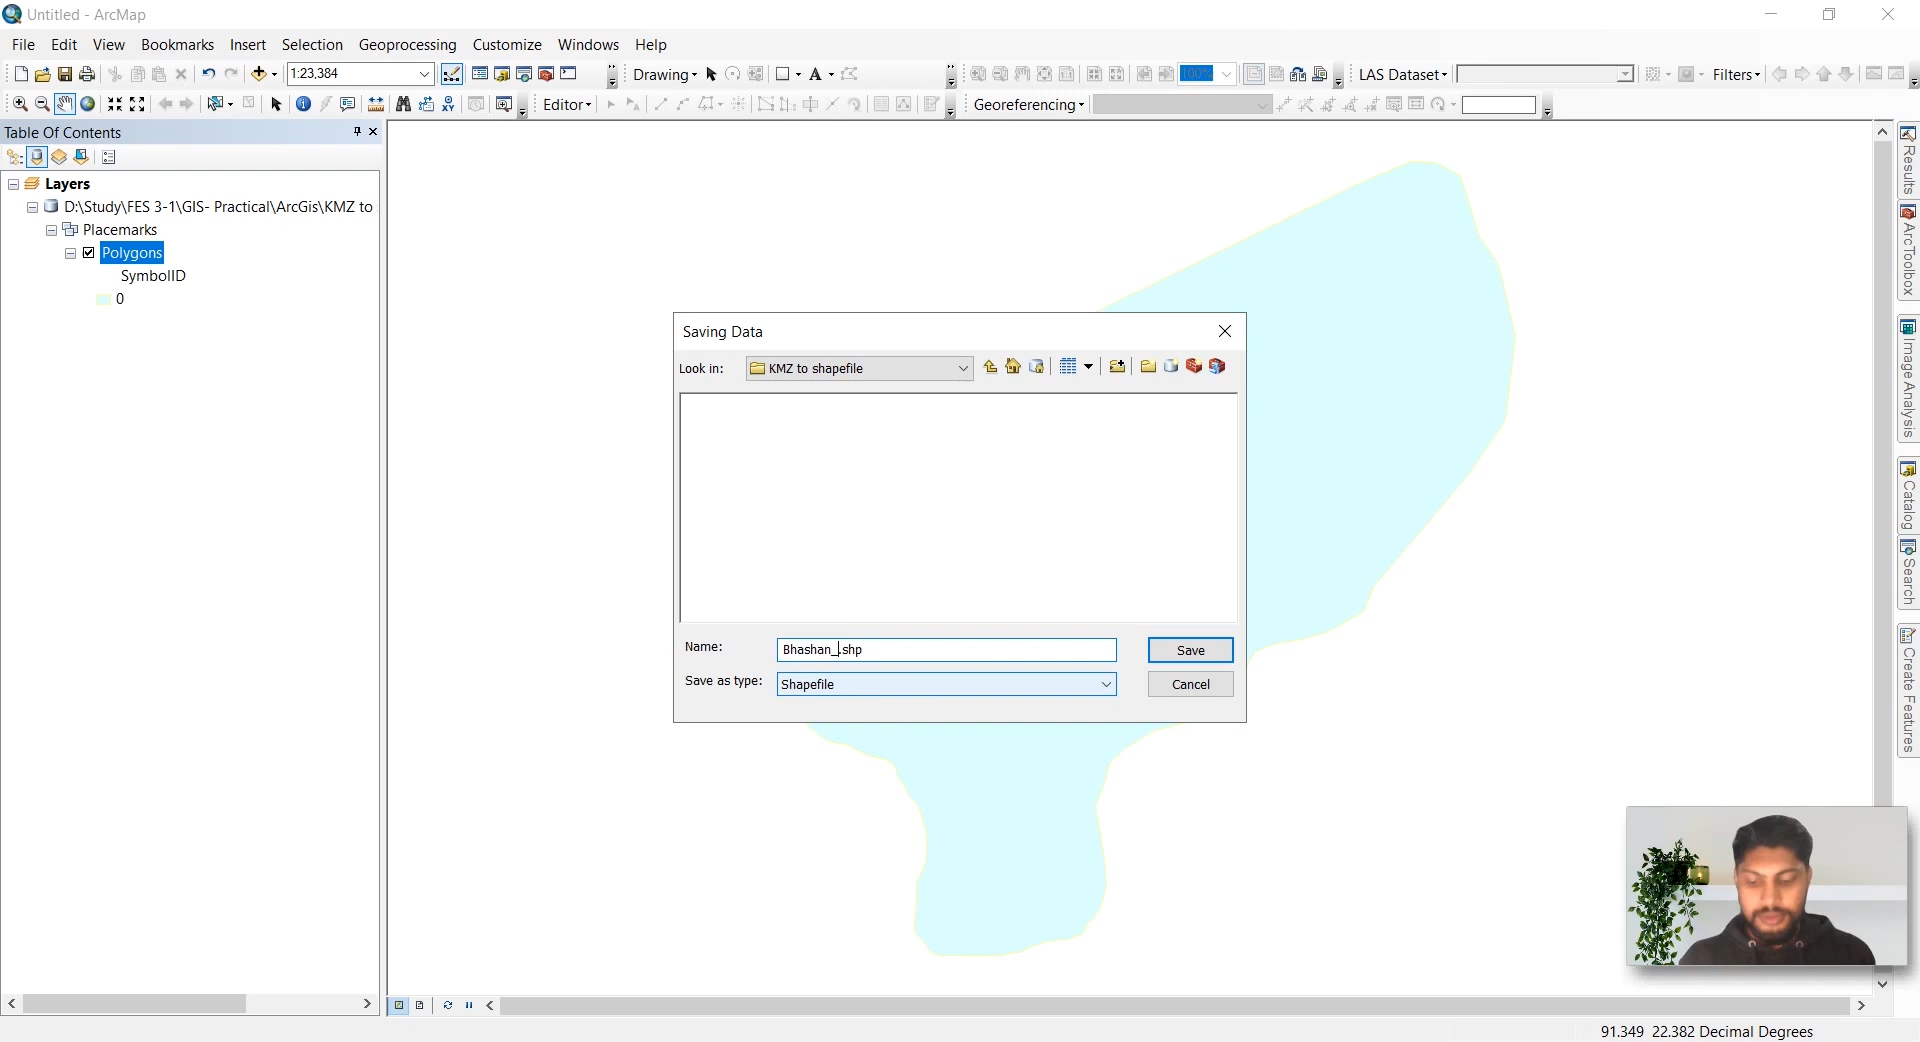 Untitled - ArcMap
File Edit View Bookmarks Insert Selection Geoprocessing Customize Windows Help
1:23,384 Drawing 100% LAS Dataset Filters
Editor Georeferencing
Table Of Contents
Layers
D:\Study\FES 3-1\GIS- Practical\ArcGis\KMZ to
Placemarks
Polygons
SymbolID
0
Saving Data
Look in: KMZ to shapefile
Name: Bhashan_.shp Save
Save as type: Shapefile Cancel
Results
ArcToolbox
Image Analysis
Catalog
Search
Create Features
91.349 22.382 Decimal Degrees